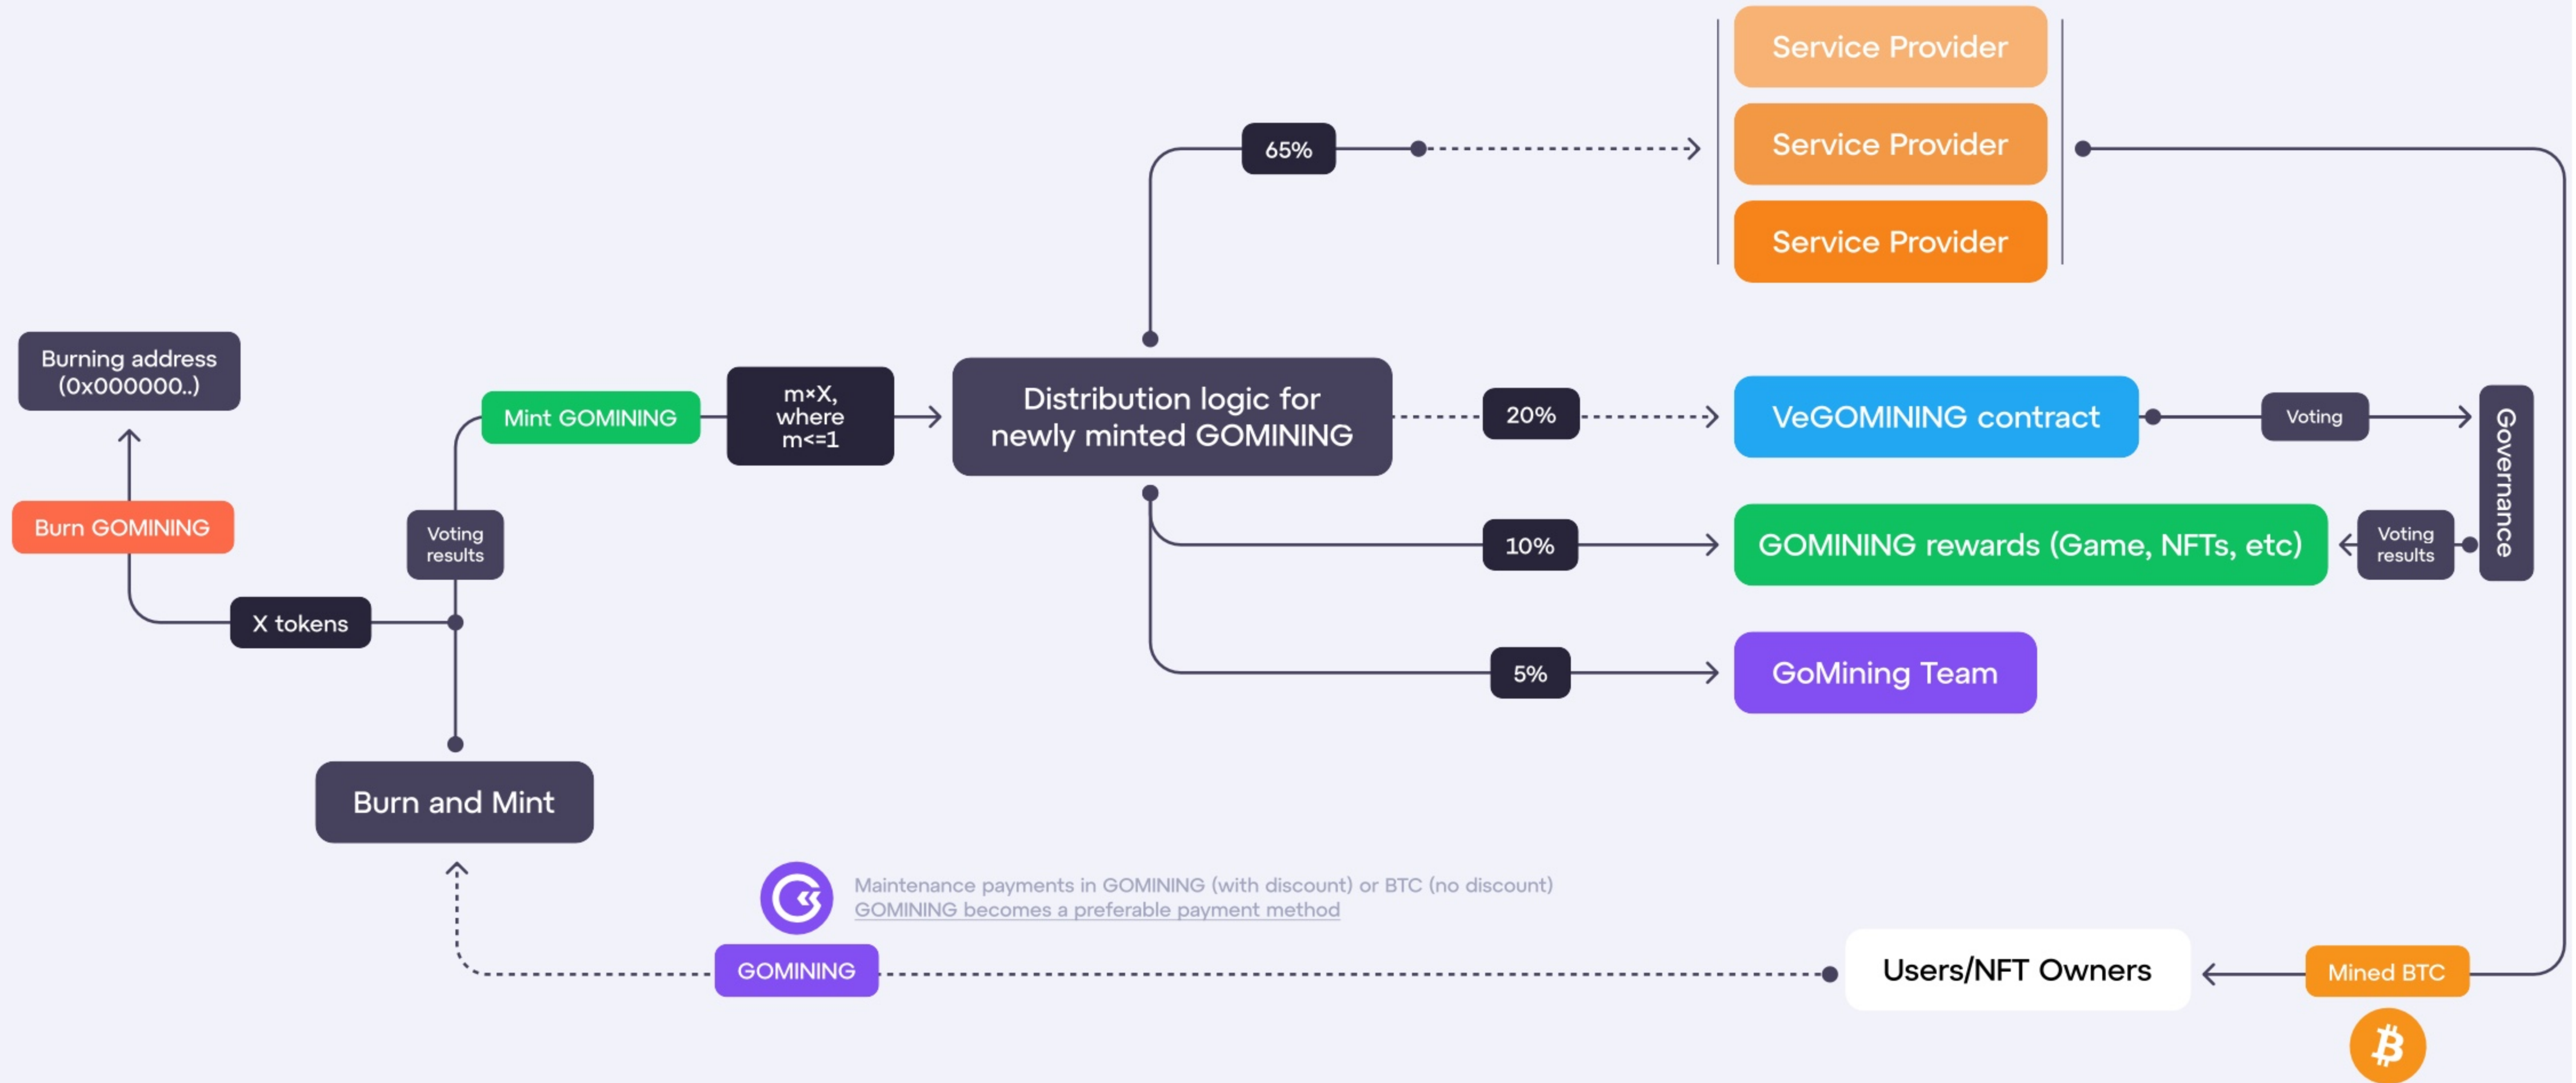 Service Provider
65%
Service Provider
Service Provider
Burning address
(0x000000..)
Mint GOMINING
m×X,
where
m<=1
Distribution logic for
newly minted GOMINING
20%
VeGOMINING contract
Voting
Governance
Burn GOMINING
Voting
results
10%
GOMINING rewards (Game, NFTs, etc)
Voting
results
X tokens
5%
GoMining Team
Burn and Mint
Maintenance payments in GOMINING (with discount) or BTC (no discount)
GOMINING becomes a preferable payment method
GOMINING
Users/NFT Owners
Mined BTC